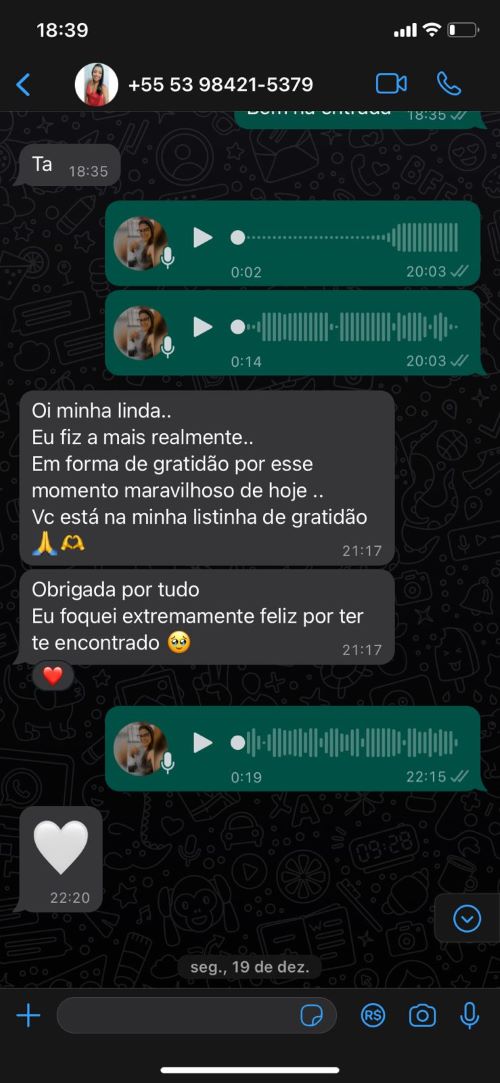 18:39
+55 53 98421-5379
Bem na entrada 18:35
Ta 18:35
0:02 20:03
0:14 20:03
Oi minha linda..
Eu fiz a mais realmente..
Em forma de gratidão por esse
momento maravilhoso de hoje ..
Vc está na minha listinha de gratidão
🙏🫶 21:17
Obrigada por tudo
Eu foquei extremamente feliz por ter
te encontrado 🥹 21:17
❤️
0:19 22:15
🤍
22:20
seg., 19 de dez.
R$